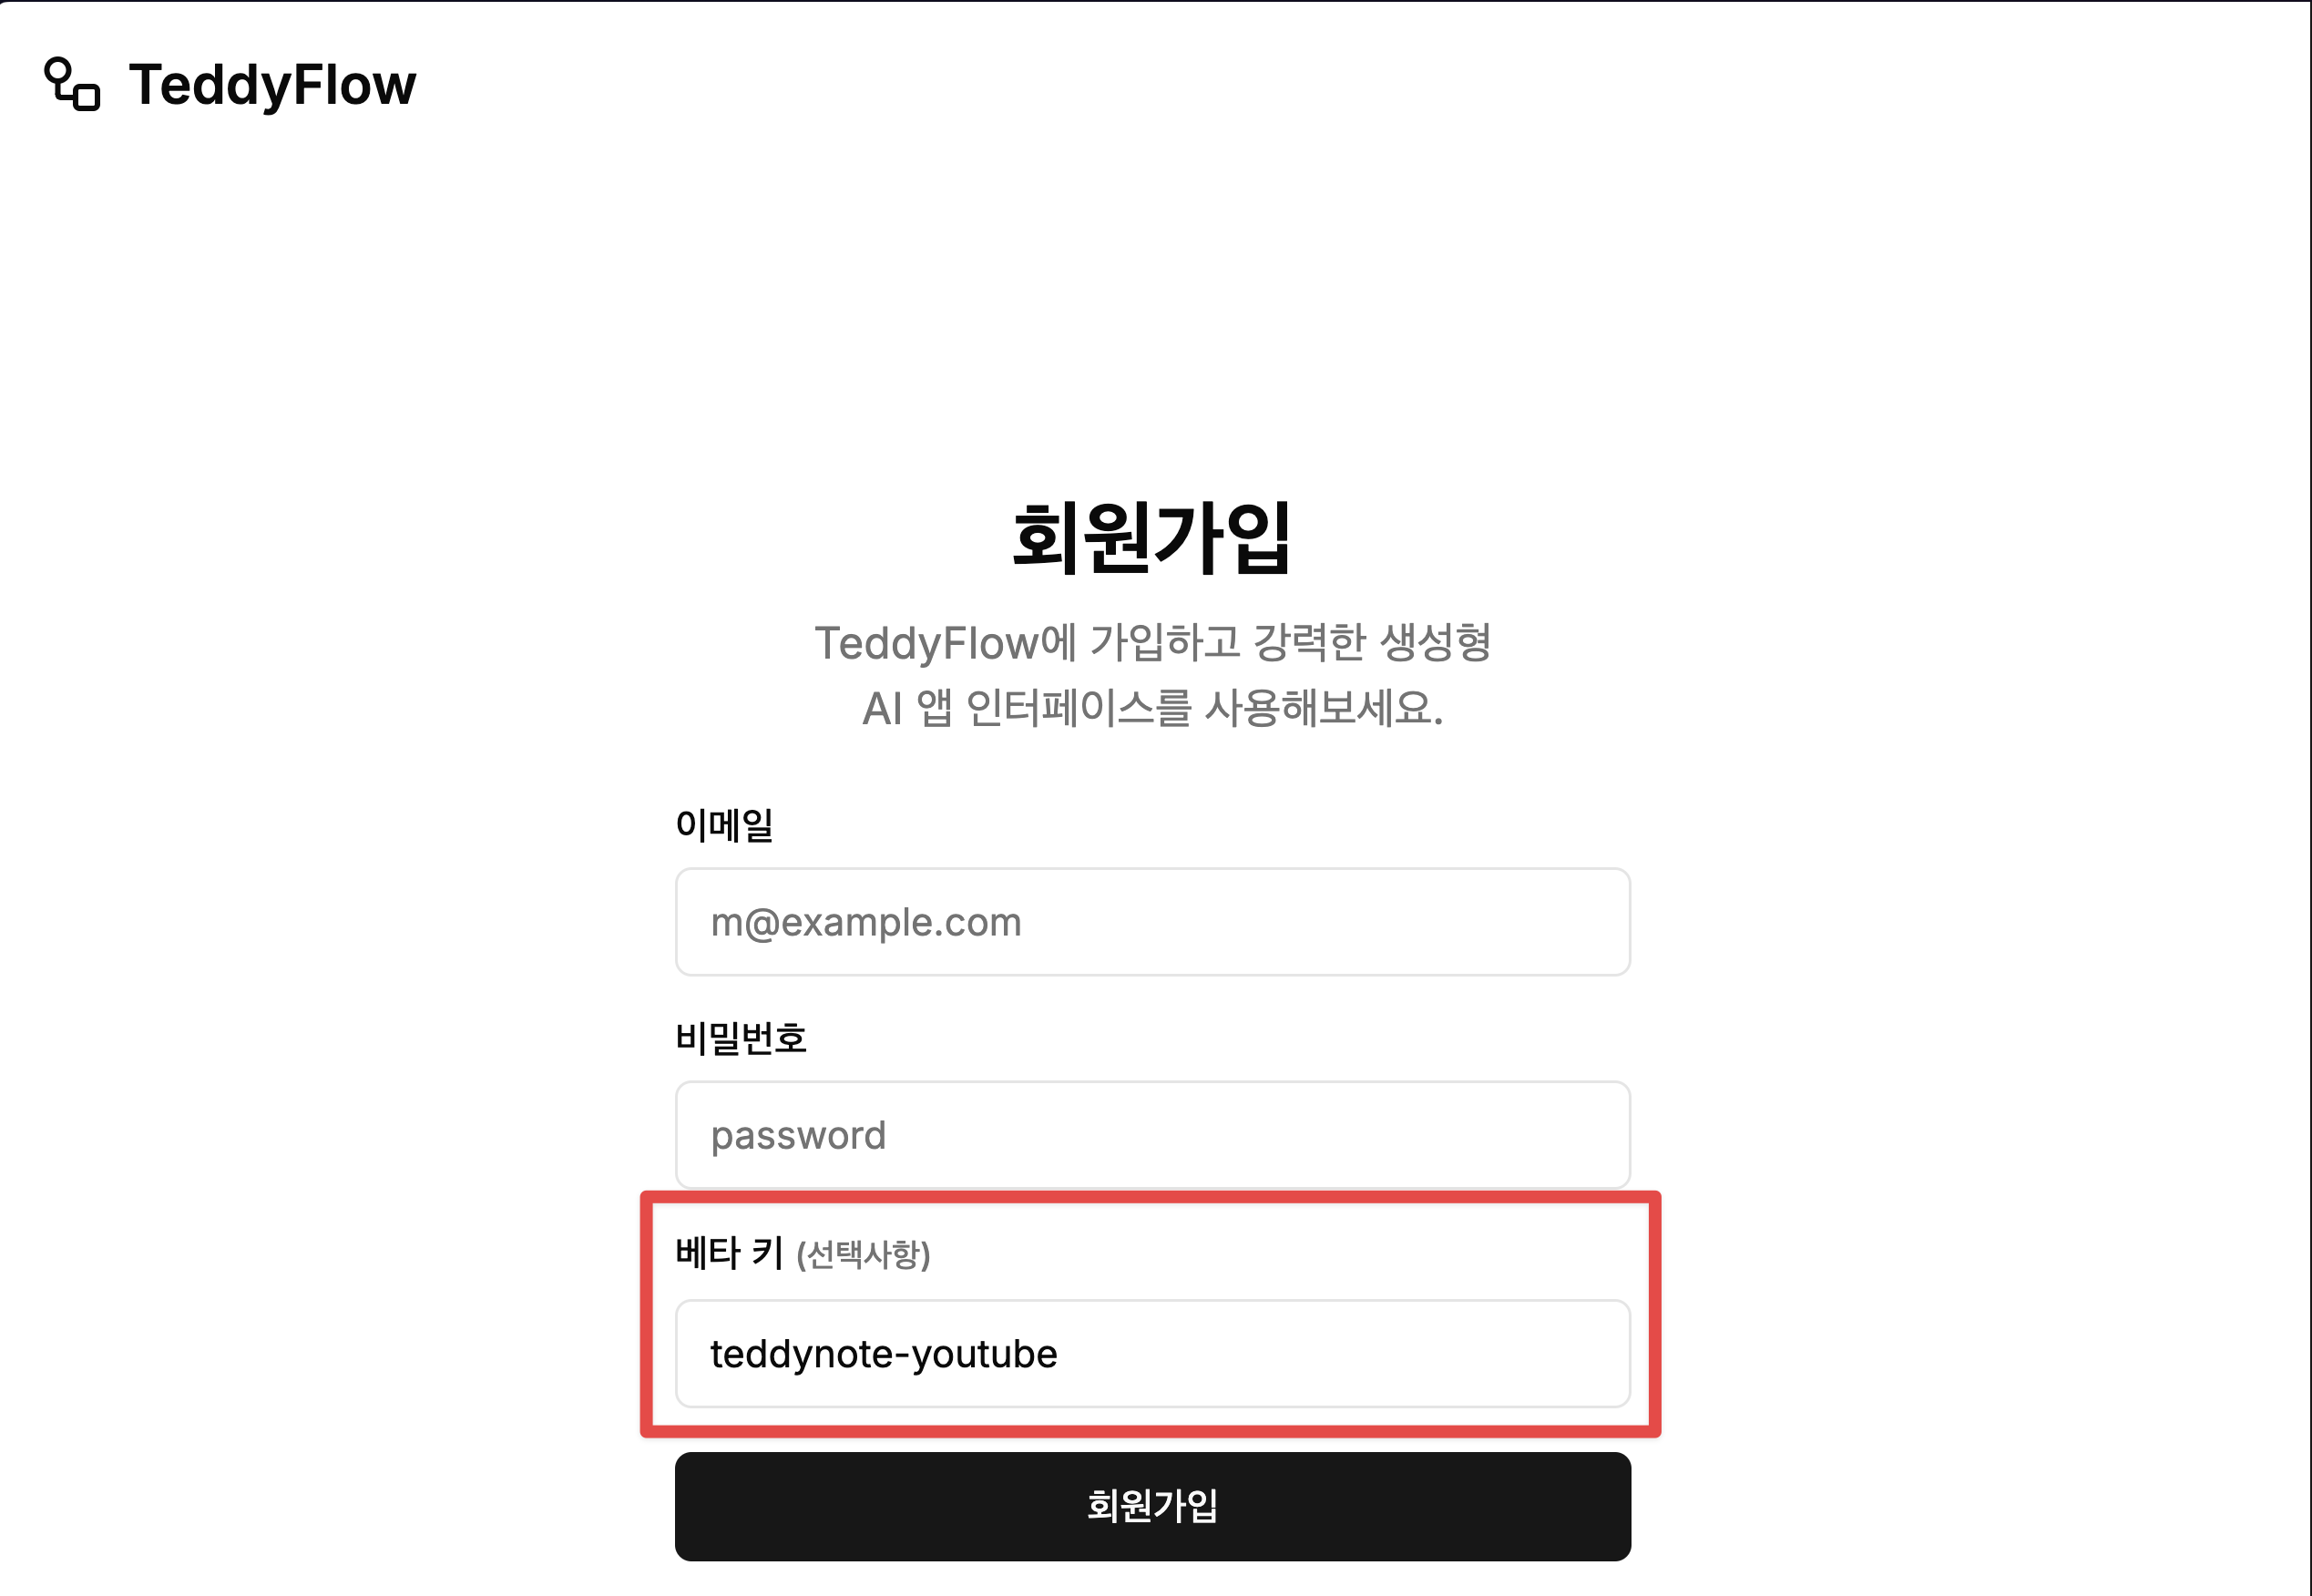 TeddyFlow
회원가입
TeddyFlow에 가입하고 강력한 생성형
AI 앱 인터페이스를 사용해보세요.
이메일
m@example.com
비밀번호
password
베타 키 (선택사항)
teddynote-youtube
회원가입